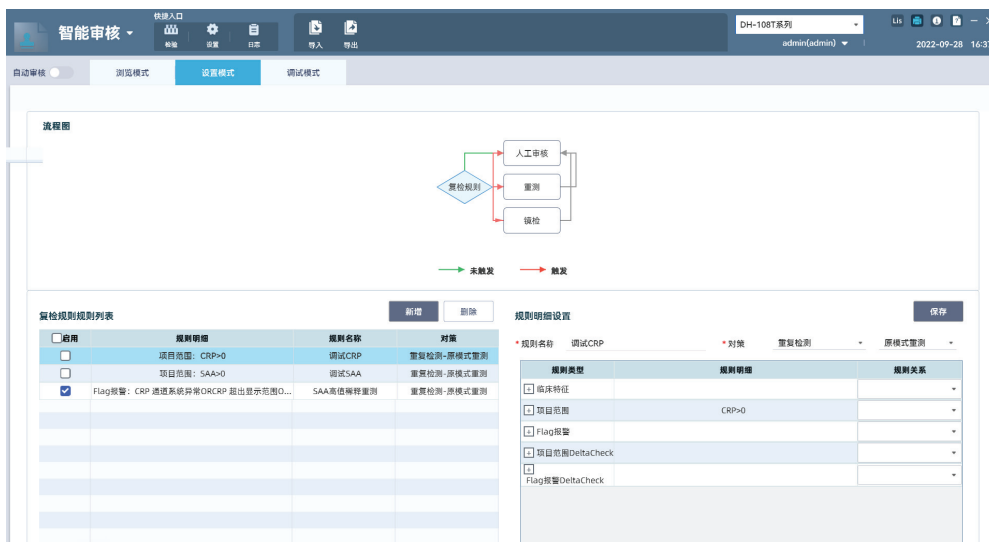 智能审核
快捷入口
检验
设置
日志
导入
导出
DH-108T系列
Lis
admin(admin)
2022-09-28 16:37
自动审核
浏览模式
设置模式
调试模式
流程图
人工审核
复检规则
重测
镜检
未触发
触发
复检规则规则列表
新增
删除
启用 规则明细 规则名称 对策
项目范围：CRP>0 调试CRP 重复检测-原模式重测
项目范围：SAA>0 调试SAA 重复检测-原模式重测
Flag报警：CRP 通道系统异常ORCRP 超出显示范围O... SAA高值稀释重测 重复检测-原模式重测
规则明细设置
保存
*规则名称 调试CRP *对策 重复检测 原模式重测
规则类型 规则明细 规则关系
临床特征
项目范围 CRP>0
Flag报警
项目范围DeltaCheck
Flag报警DeltaCheck